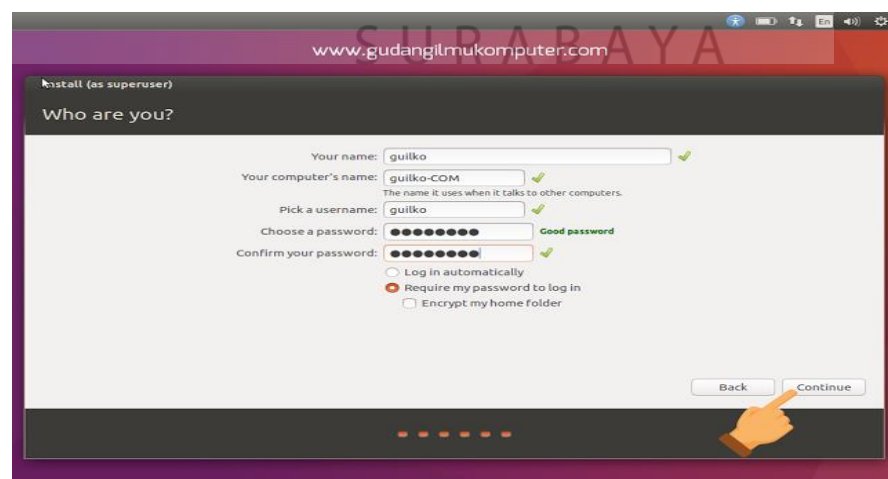 En
SURABAYA
www.gudangilmukomputer.com
Install (as superuser)
Who are you?
Your name: guilko
Your computer's name: guilko-COM
The name it uses when it talks to other computers.
Pick a username: guilko
Choose a password: ●●●●●●●● Good password
Confirm your password: ●●●●●●●●
Log in automatically
Require my password to log in
Encrypt my home folder
Back Continue